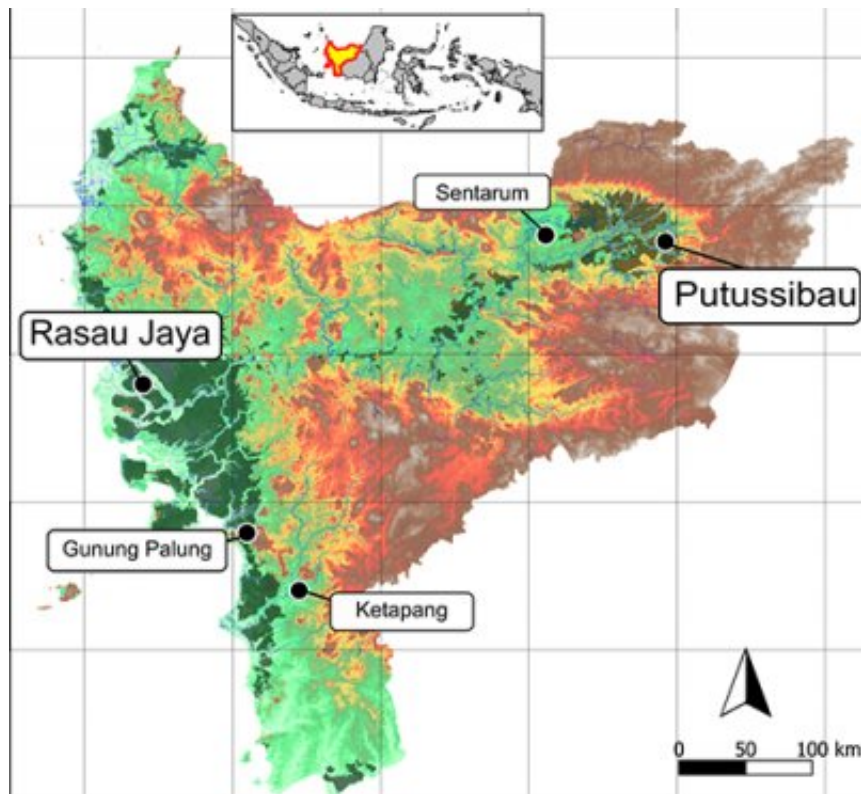 Sentarum
Putussibau
Rasau Jaya
Gunung Palung
Ketapang
0 50 100 km